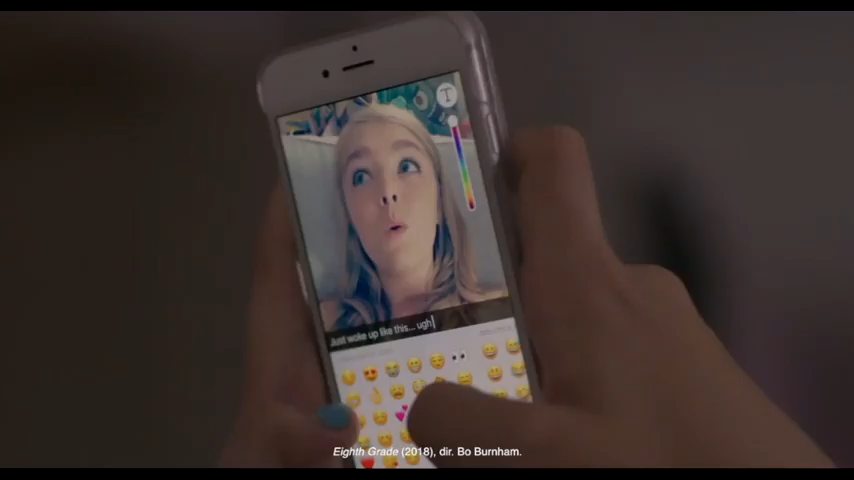 T
Just woke up like this... ugh
Eighth Grade (2018), dir. Bo Burnham.